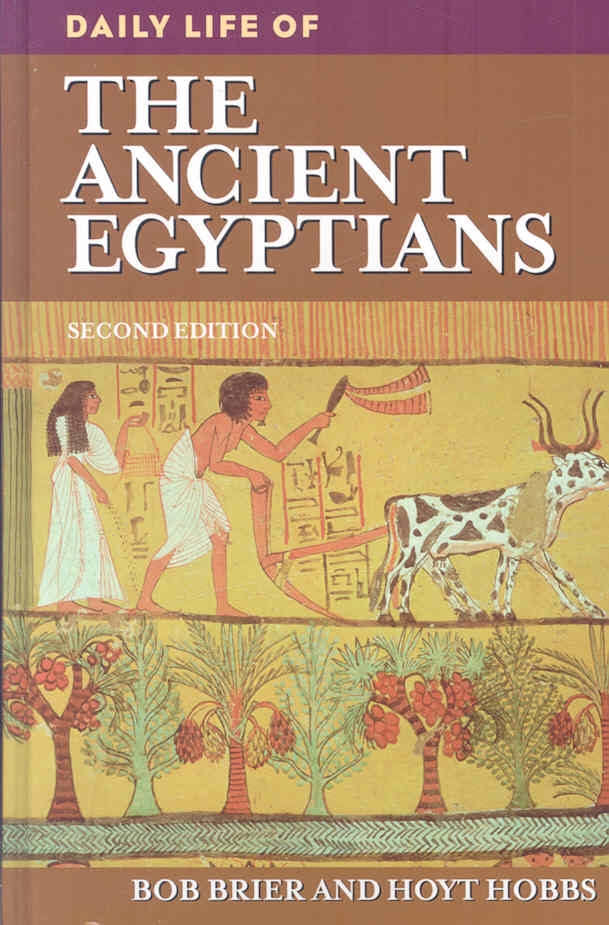 DAILY LIFE OF
THE
ANCIENT
EGYPTIANS
SECOND EDITION
BOB BRIER AND HOYT HOBBS